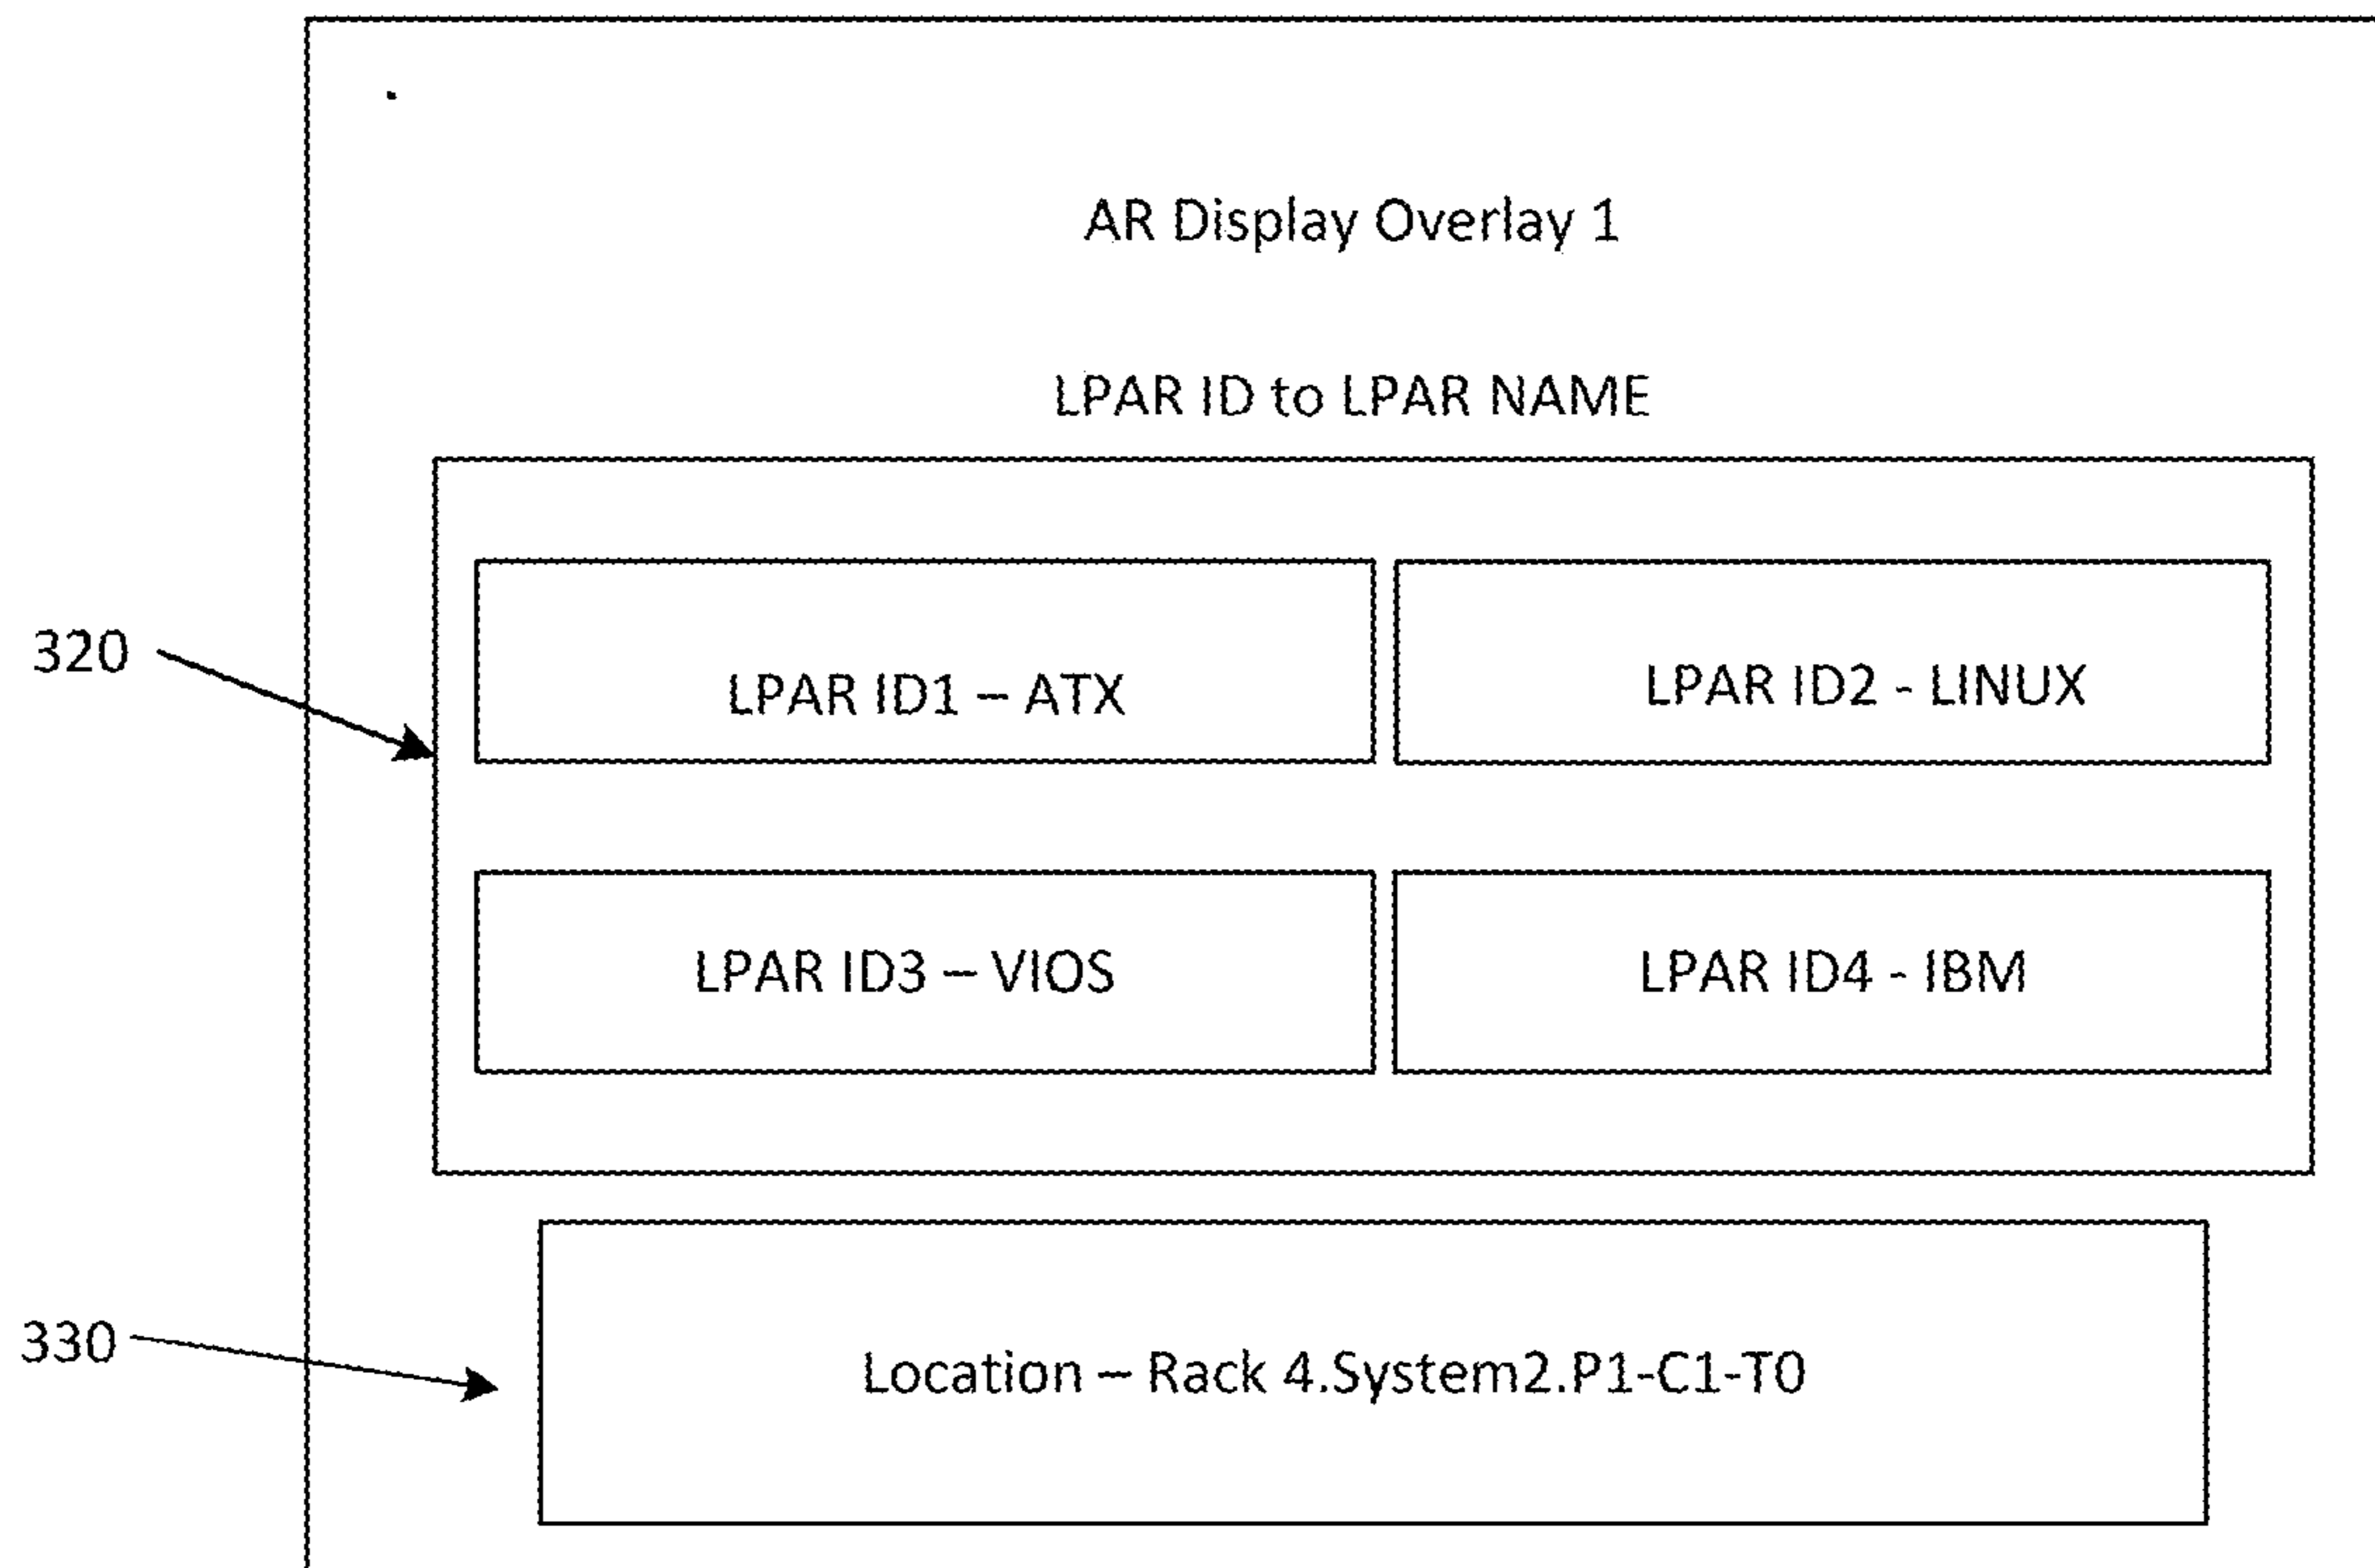 AR Display Overlay 1
LPAR ID to LPAR NAME
320
LPAR ID1 – ATX
LPAR ID2 - LINUX
LPAR ID3 – VIOS
LPAR ID4 - IBM
330
Location – Rack 4.System2.P1-C1-T0